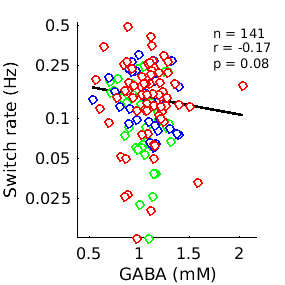 n = 141
r = -0.17
p = 0.08
Switch rate (Hz)
0.5
0.25
0.1
0.05
0.025
0.5
1
1.5
2
GABA (mM)